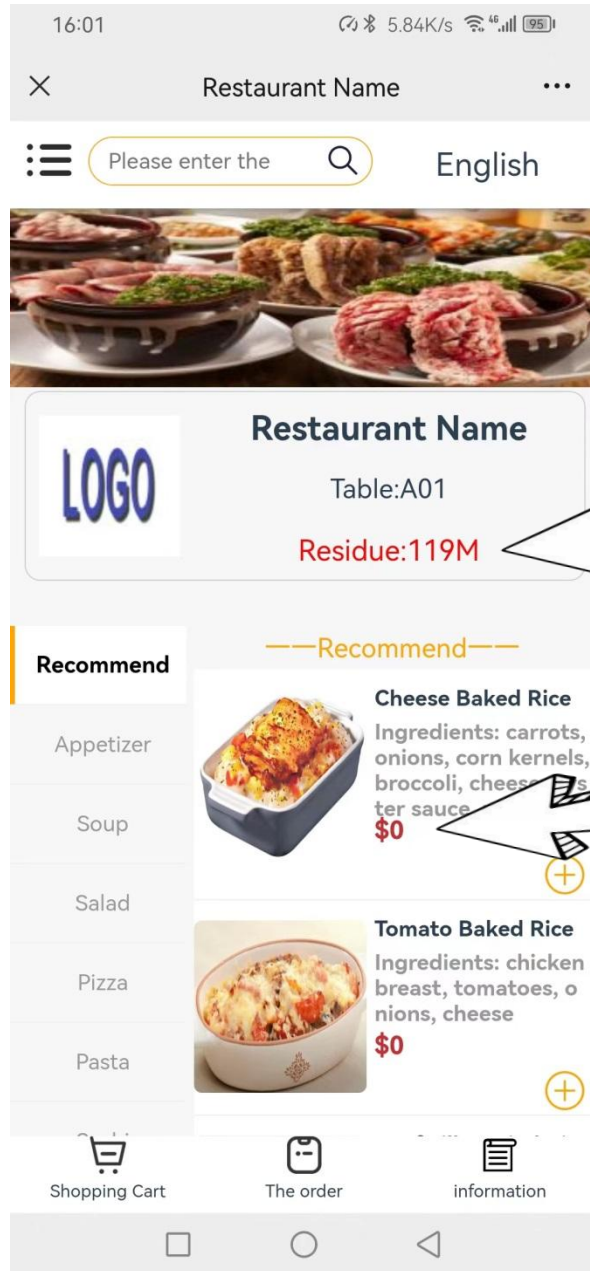 16:01
5.84K/s
46
95
Restaurant Name
Please enter the
English
LOGO
Restaurant Name
Table:A01
Residue:119M
Recommend
Appetizer
Soup
Salad
Pizza
Pasta
——Recommend——
Cheese Baked Rice
Ingredients: carrots,
onions, corn kernels,
broccoli, cheese
ter sauce
$0
Tomato Baked Rice
Ingredients: chicken
breast, tomatoes, o
nions, cheese
$0
Shopping Cart
The order
information